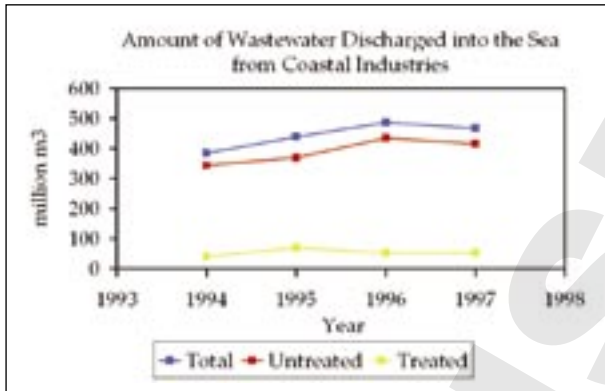 Amount of Wastewater Discharged into the Sea
from Coastal Industries
600
500
400
300
200
100
0
million m3
1993 1994 1995 1996 1997 1998
Year
Total Untreated Treated